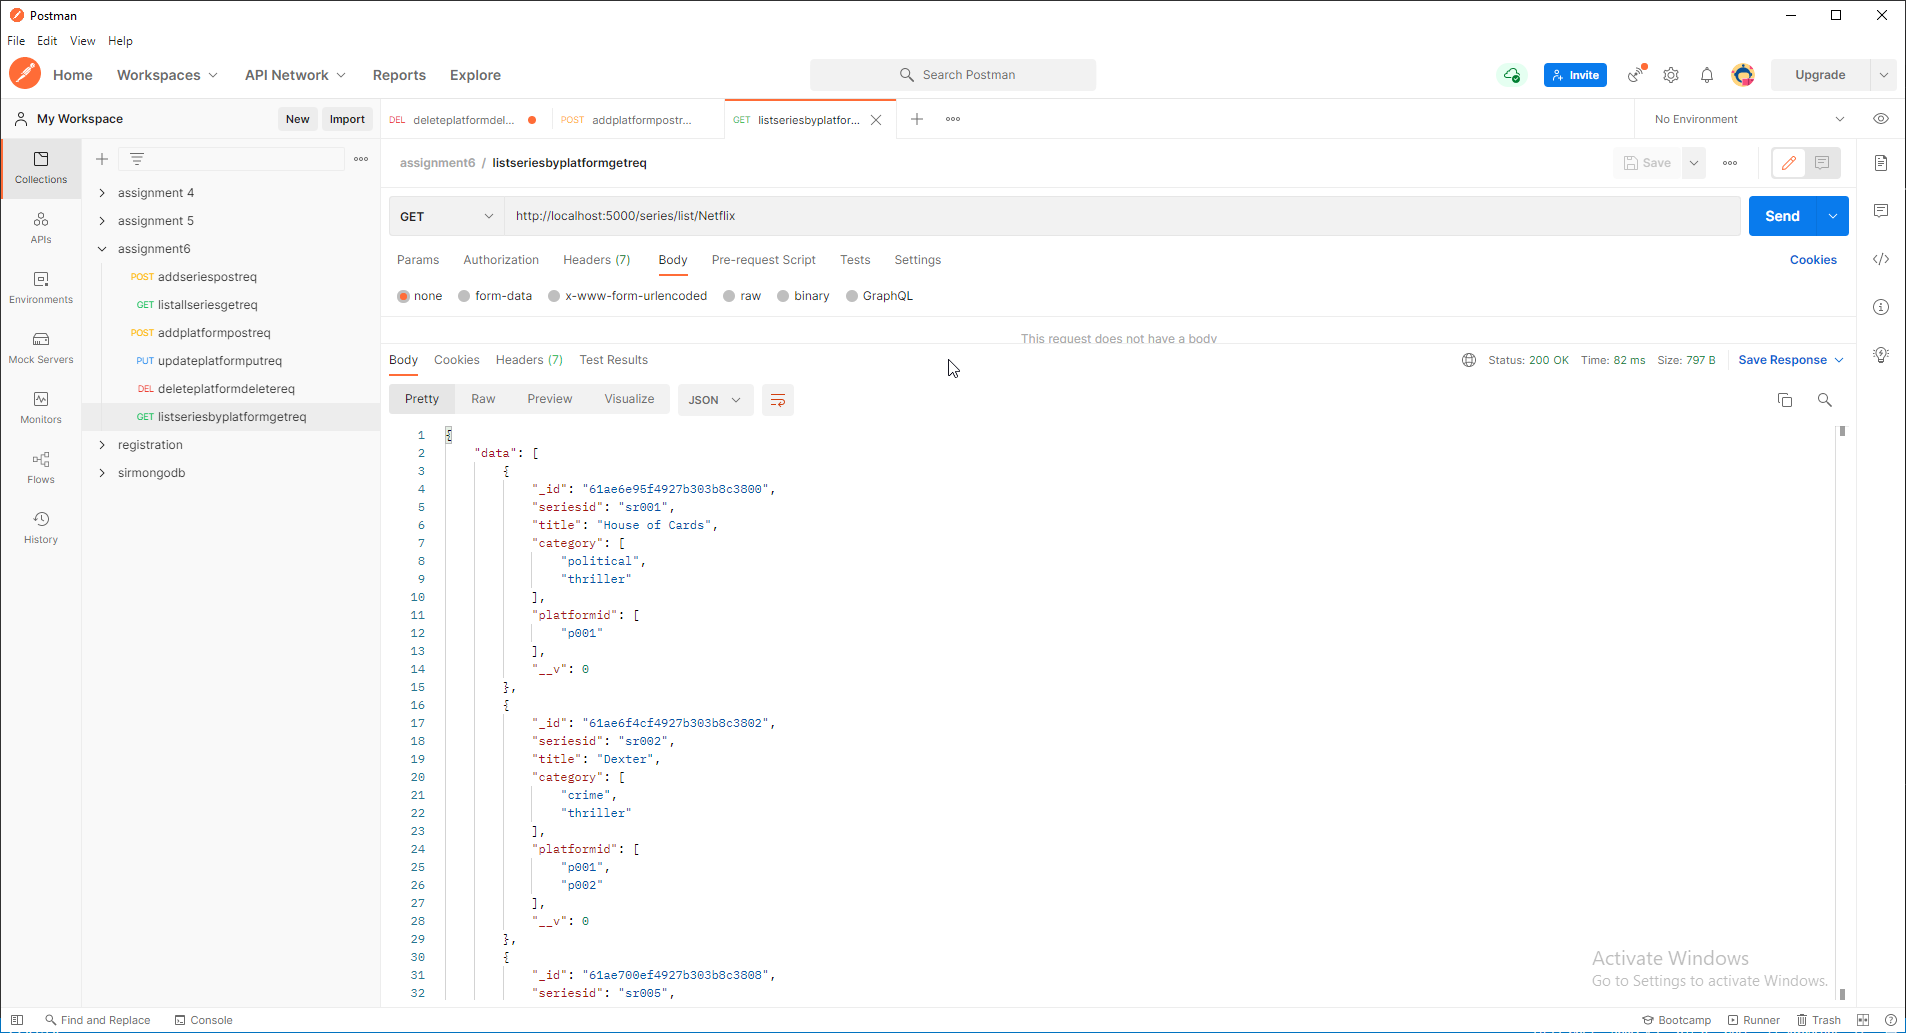 Postman
File Edit View Help
Home Workspaces API Network Reports Explore Search Postman Invite Upgrade
My Workspace New Import DEL deleteplatformdel... POST addplatformpostr... GET listseriesbyplatfor... No Environment
assignment6 / listseriesbyplatformgetreq Save
Collections
assignment 4
GET http://localhost:5000/series/list/Netflix Send
assignment 5
APIs
assignment6
Params Authorization Headers (7) Body Pre-request Script Tests Settings Cookies
POST addseriespostreq
none form-data x-www-form-urlencoded raw binary GraphQL
Environments
GET listallseriesgetreq
POST addplatformpostreq
This request does not have a body
Mock Servers
PUT updateplatformputreq
Body Cookies Headers (7) Test Results Status: 200 OK Time: 82 ms Size: 797 B Save Response
DEL deleteplatformdeletereq
Pretty Raw Preview Visualize JSON
Monitors
GET listseriesbyplatformgetreq
registration
sirmongodb
Flows
History
1 {
2 "data": [
3 {
4 "_id": "61ae6e95f4927b303b8c3800",
5 "seriesid": "sr001",
6 "title": "House of Cards",
7 "category": [
8 "political",
9 "thriller"
10 ],
11 "platformid": [
12 "p001"
13 ],
14 "__v": 0
15 },
16 {
17 "_id": "61ae6f4cf4927b303b8c3802",
18 "seriesid": "sr002",
19 "title": "Dexter",
20 "category": [
21 "crime",
22 "thriller"
23 ],
24 "platformid": [
25 "p001",
26 "p002"
27 ],
28 "__v": 0
29 },
30 {
31 "_id": "61ae700ef4927b303b8c3808",
32 "seriesid": "sr005",
Activate Windows
Go to Settings to activate Windows.
Find and Replace Console Bootcamp Runner Trash